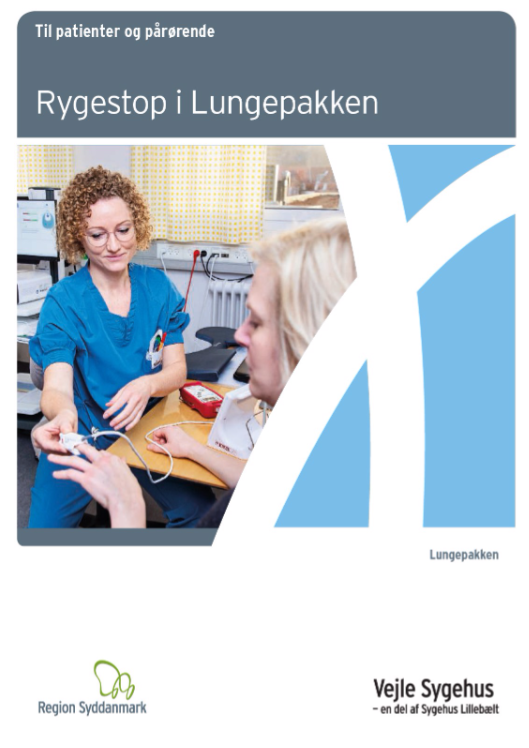 Til patienter og pårørende
Rygestop i Lungepakken
Lungepakken
Region Syddanmark
Vejle Sygehus
– en del af Sygehus Lillebælt